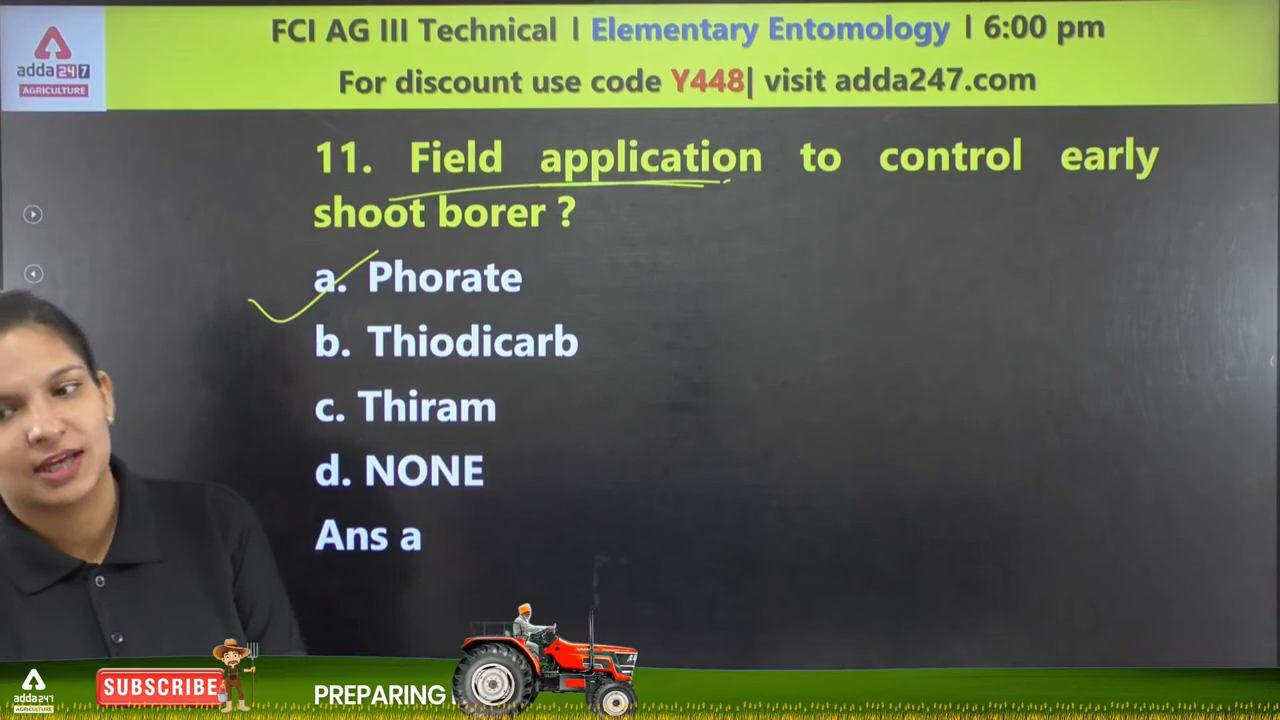 FCI AG III Technical | Elementary Entomology | 6:00 pm
For discount use code Y448| visit adda247.com
adda247
AGRICULTURE
11. Field application to control early
shoot borer ?
a. Phorate
b. Thiodicarb
c. Thiram
d. NONE
Ans a
adda247
AGRICULTURE
SUBSCRIBE
PREPARING